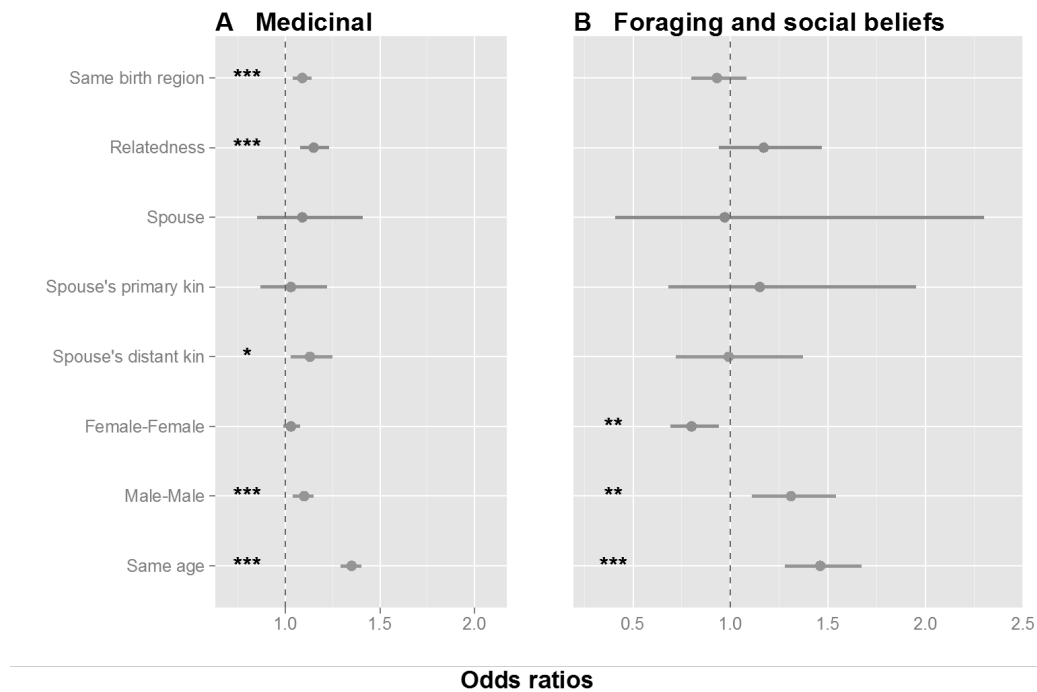 A Medicinal
B Foraging and social beliefs
Same birth region
***
Relatedness
***
Spouse
Spouse's primary kin
Spouse's distant kin
*
Female-Female
**
Male-Male
***
**
Same age
***
***
1.0 1.5 2.0
0.5 1.0 1.5 2.0 2.5
Odds ratios